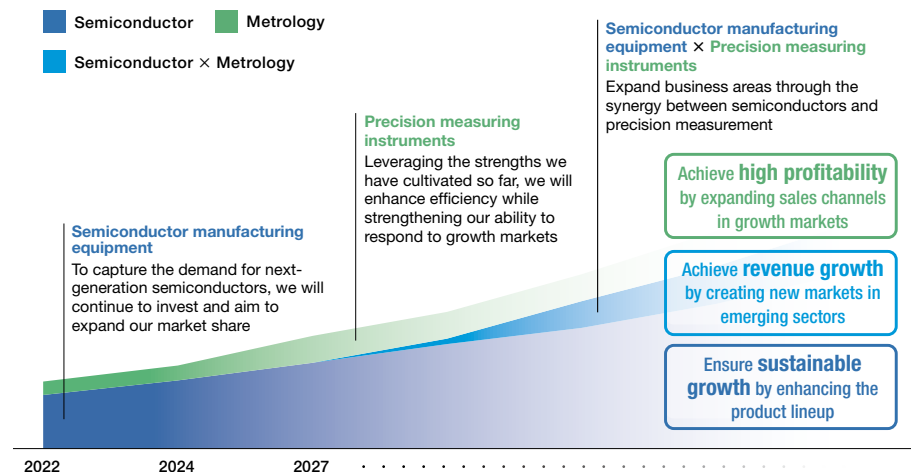 Semiconductor
Metrology
Semiconductor × Metrology
Semiconductor manufacturing
equipment × Precision measuring
instruments
Expand business areas through the
synergy between semiconductors and
precision measurement
Precision measuring
instruments
Leveraging the strengths we
have cultivated so far, we will
enhance efficiency while
strengthening our ability to
respond to growth markets
Semiconductor manufacturing
equipment
To capture the demand for next-
generation semiconductors, we will
continue to invest and aim to
expand our market share
Achieve high profitability
by expanding sales channels
in growth markets
Achieve revenue growth
by creating new markets in
emerging sectors
Ensure sustainable
growth by enhancing the
product lineup
2022
2024
2027